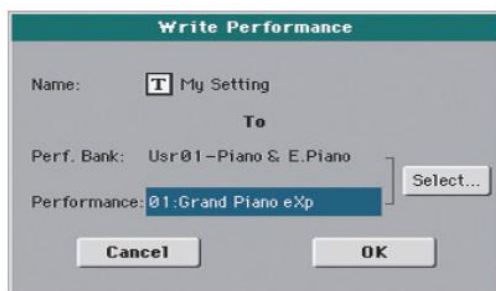 Write Performance
Name: T My Setting
To
Perf. Bank: Usr01-Piano & E.Piano
Select...
Performance: 01:Grand Piano eXp
Cancel OK